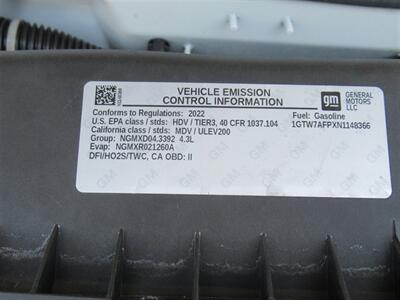 VEHICLE EMISSION
CONTROL INFORMATION
gm
GENERAL
MOTORS
LLC
Conforms to Regulations: 2022
Fuel: Gasoline
U.S. EPA class / stds: HDV / TIER3, 40 CFR 1037.104
1GTW7AFPXN1148366
California class / stds: MDV / ULEV200
Group: NGMXD04.3392 4.3L
Evap: NGMXR021260A
DFI/HO2S/TWC, CA OBD: II